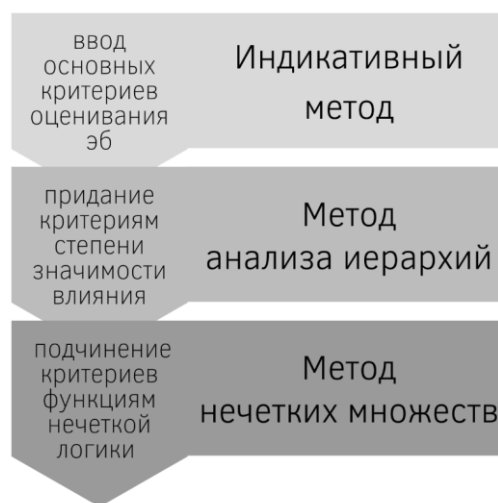 ввод
основных
критериев
оценивания
эб
Индикативный
метод
придание
критериям
степени
значимости
влияния
Метод
анализа иерархий
подчинение
критериев
функциям
нечеткой
логики
Метод
нечетких множеств